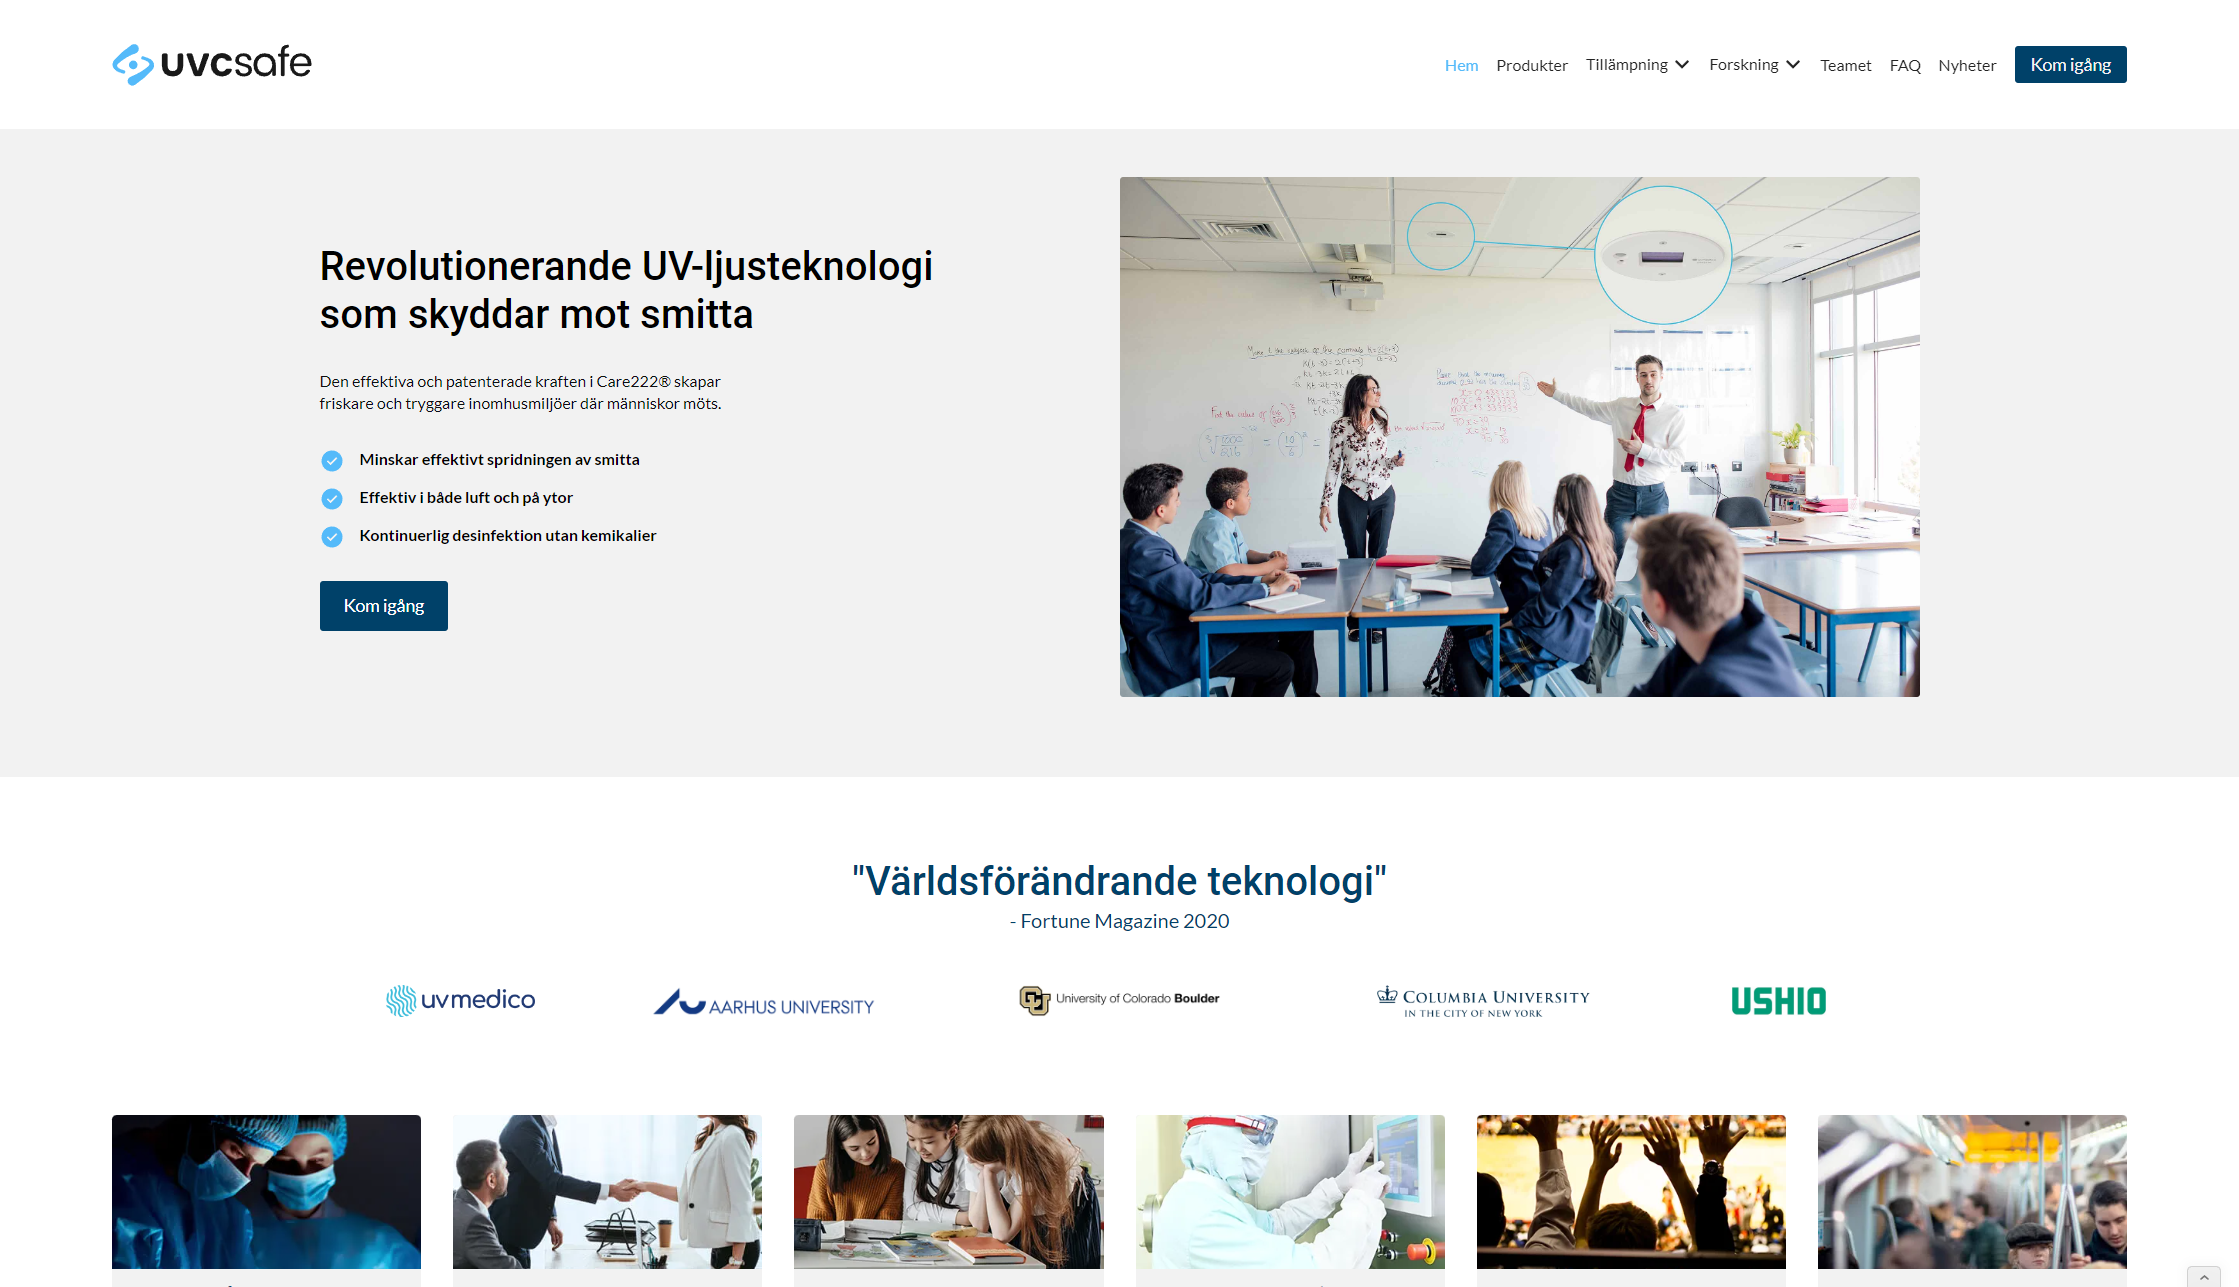 uvcsafe
Hem Produkter Tillämpning Forskning Teamet FAQ Nyheter Kom igång
Revolutionerande UV-ljusteknologi
som skyddar mot smitta
Den effektiva och patenterade kraften i Care222® skapar
friskare och tryggare inomhusmiljöer där människor möts.
Minskar effektivt spridningen av smitta
Effektiv i både luft och på ytor
Kontinuerlig desinfektion utan kemikalier
Kom igång
"Världsförändrande teknologi"
- Fortune Magazine 2020
uvmedico
AARHUS UNIVERSITY
University of Colorado Boulder
COLUMBIA UNIVERSITY
IN THE CITY OF NEW YORK
USHIO